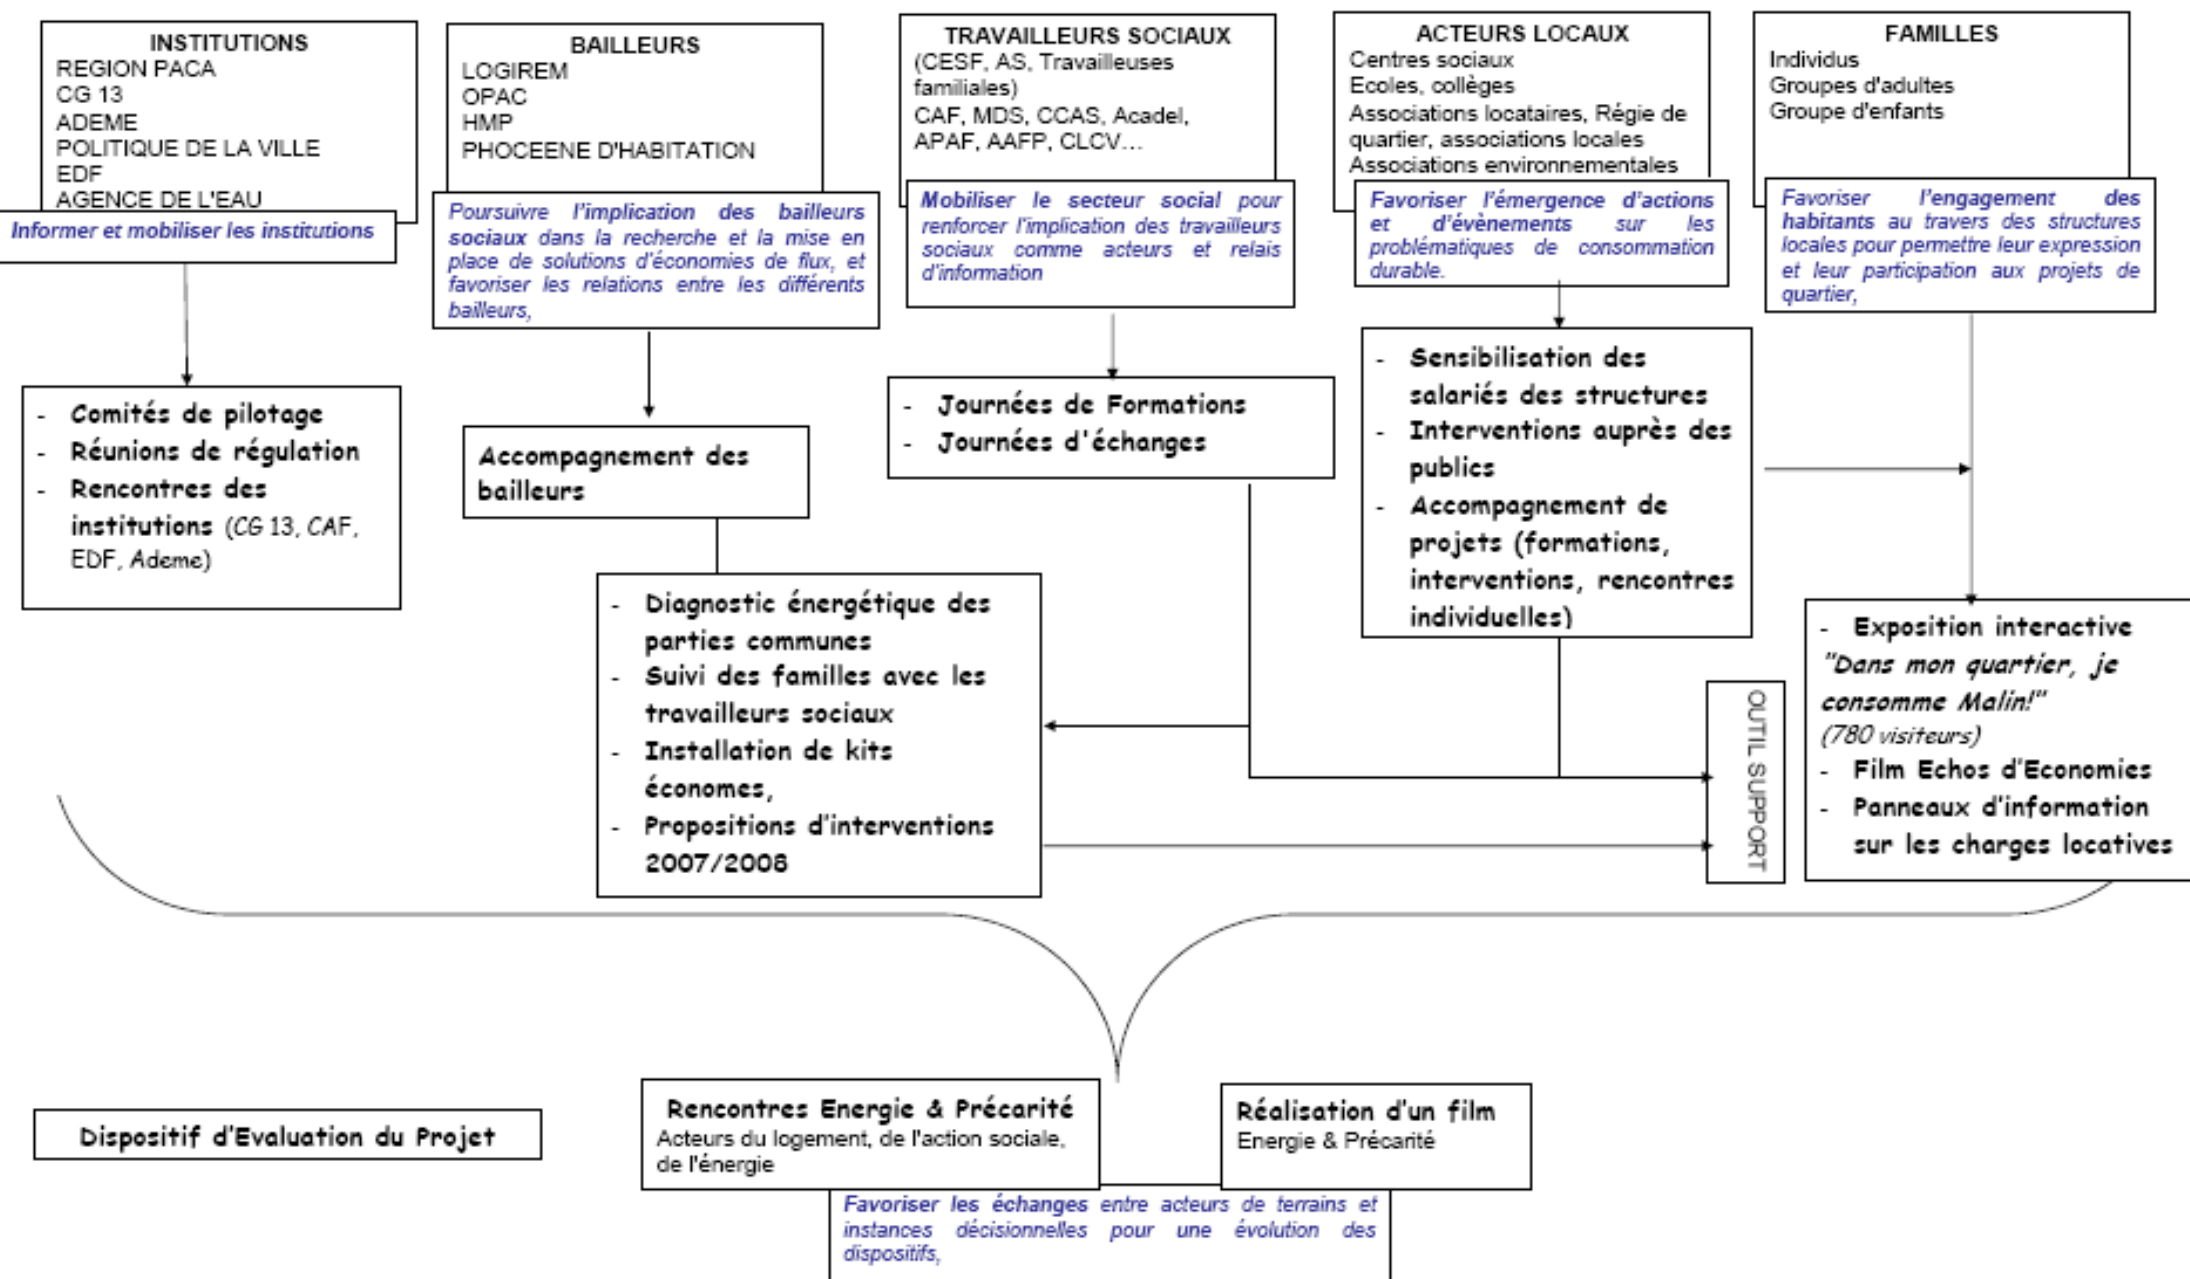 INSTITUTIONS
REGION PACA
CG 13
ADEME
POLITIQUE DE LA VILLE
EDF
AGENCE DE L'EAU
Informer et mobiliser les institutions
- Comités de pilotage
- Réunions de régulation
- Rencontres des
institutions (CG 13, CAF,
EDF, Ademe)
BAILLEURS
LOGIREM
OPAC
HMP
PHOCEENE D'HABITATION
Poursuivre l'implication des bailleurs
sociaux dans la recherche et la mise en
place de solutions d'économies de flux, et
favoriser les relations entre les différents
bailleurs,
Accompagnement des
bailleurs
- Diagnostic énergétique des
parties communes
- Suivi des familles avec les
travailleurs sociaux
- Installation de kits
économes,
- Propositions d'interventions
2007/2008
TRAVAILLEURS SOCIAUX
(CESF, AS, Travailleuses
familiales)
CAF, MDS, CCAS, Acadel,
APAF, AAFP, CLCV…
Mobiliser le secteur social pour
renforcer l'implication des travailleurs
sociaux comme acteurs et relais
d'information
- Journées de Formations
- Journées d'échanges
ACTEURS LOCAUX
Centres sociaux
Ecoles, collèges
Associations locataires, Régie de
quartier, associations locales
Associations environnementales
Favoriser l'émergence d'actions
et d'évènements sur les
problématiques de consommation
durable.
- Sensibilisation des
salariés des structures
- Interventions auprès des
publics
- Accompagnement de
projets (formations,
interventions, rencontres
individuelles)
FAMILLES
Individus
Groupes d'adultes
Groupe d'enfants
Favoriser l'engagement des
habitants au travers des structures
locales pour permettre leur expression
et leur participation aux projets de
quartier,
OUTIL SUPPORT
- Exposition interactive
"Dans mon quartier, je
consomme Malin!"
(780 visiteurs)
- Film Echos d'Economies
- Panneaux d'information
sur les charges locatives
Dispositif d'Evaluation du Projet
Rencontres Energie & Précarité
Acteurs du logement, de l'action sociale,
de l'énergie
Réalisation d'un film
Energie & Précarité
Favoriser les échanges entre acteurs de terrains et
instances décisionnelles pour une évolution des
dispositifs,